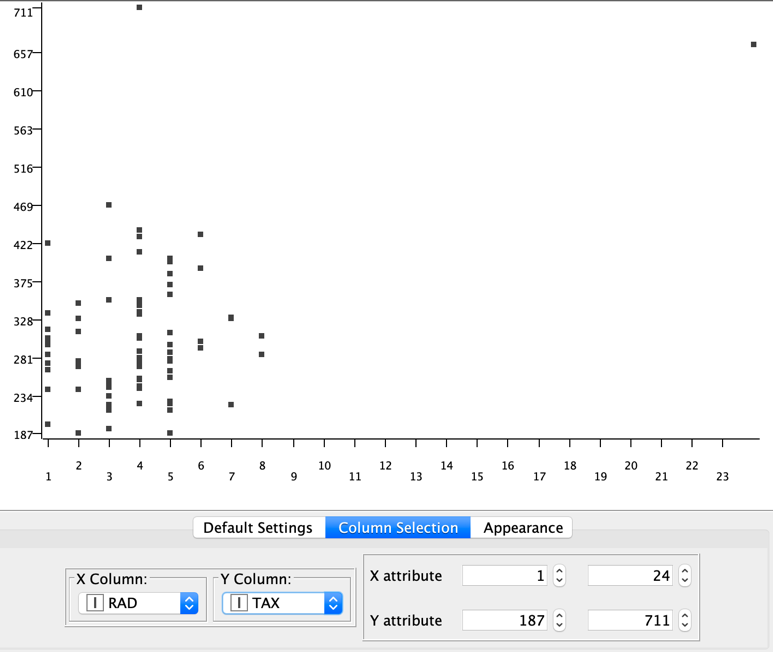 711
657
610
563
516
469
422
375
328
281
234
187
2 4 6 8 10 12 14 16 18 20 22
1 3 5 7 9 11 13 15 17 19 21 23
Default Settings Column Selection Appearance
X Column: Y Column:
X attribute 1 24
I RAD I TAX
Y attribute 187 711